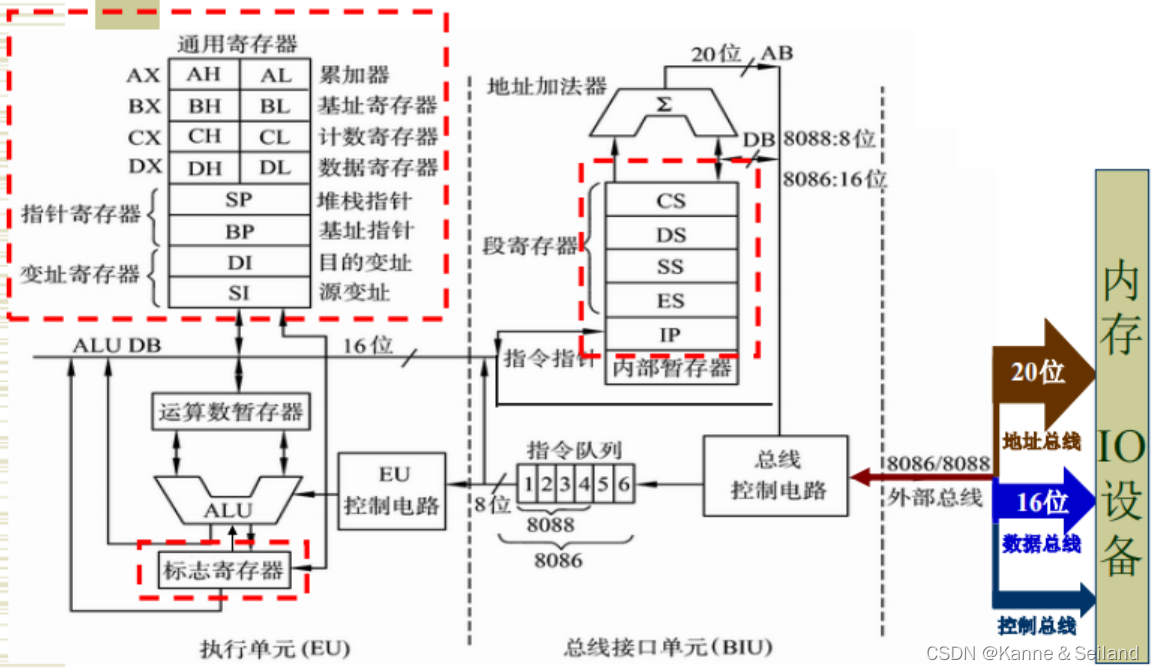 通用寄存器
AX AH AL 累加器
BX BH BL 基址寄存器
CX CH CL 计数寄存器
DX DH DL 数据寄存器
指针寄存器
SP 堆栈指针
BP 基址指针
变址寄存器
DI 目的变址
SI 源变址
ALU DB
16位
运算数暂存器
ALU
标志寄存器
EU
控制电路
执行单元(EU)
20位 AB
地址加法器
Σ
DB 8088:8位
8086:16位
段寄存器
CS
DS
SS
ES
IP
指令指针
内部暂存器
指令队列
1 2 3 4 5 6
8位
8088
8086
总线
控制电路
总线接口单元(BIU)
8086/8088
外部总线
20位
地址总线
16位
数据总线
控制总线
内存
IO设备
CSDN @Kanne & Seiland